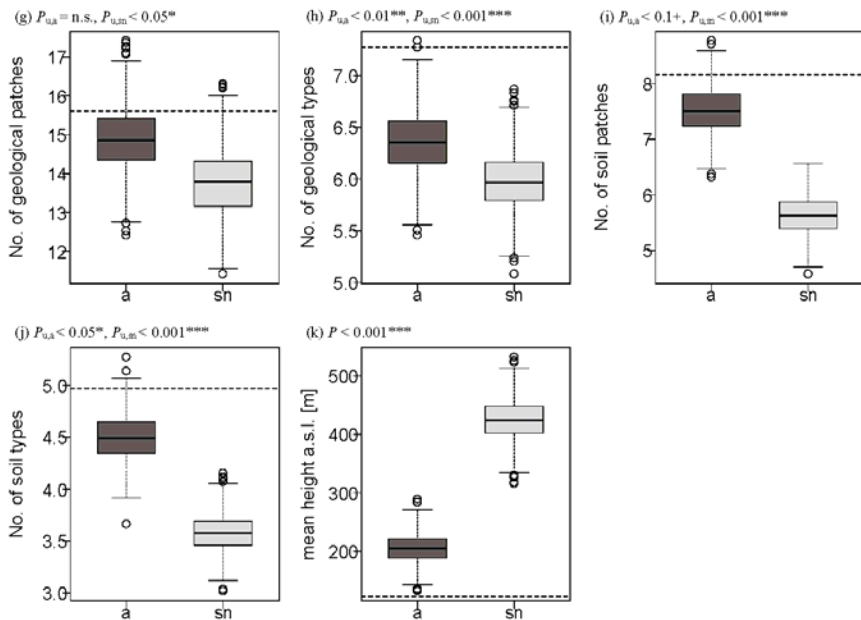 (g) Pu,a = n.s., Pu,sn < 0.05*
No. of geological patches
17
16
15
14
13
12
a
sn
(h) Pu,a < 0.01**, Pu,sn < 0.001***
No. of geological types
7.0
6.5
6.0
5.5
5.0
a
sn
(i) Pu,a < 0.1+, Pu,sn < 0.001***
No. of soil patches
8
7
6
5
a
sn
(j) Pu,a < 0.05*, Pu,sn < 0.001***
No. of soil types
5.0
4.5
4.0
3.5
3.0
a
sn
(k) P < 0.001***
mean height a.s.l. [m]
500
400
300
200
a
sn